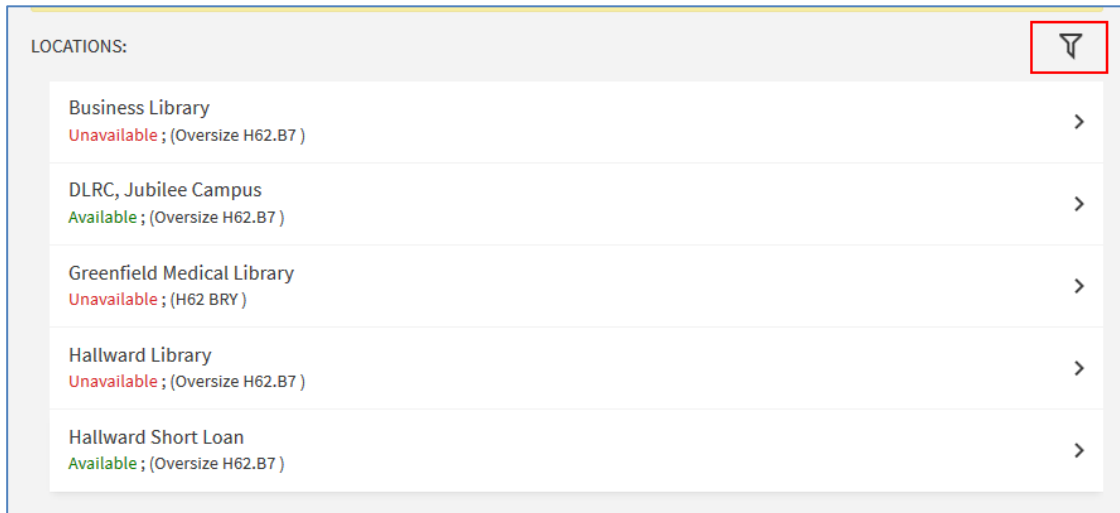 LOCATIONS:
Business Library
Unavailable ; (Oversize H62.B7 )
DLRC, Jubilee Campus
Available ; (Oversize H62.B7 )
Greenfield Medical Library
Unavailable ; (H62 BRY )
Hallward Library
Unavailable ; (Oversize H62.B7 )
Hallward Short Loan
Available ; (Oversize H62.B7 )